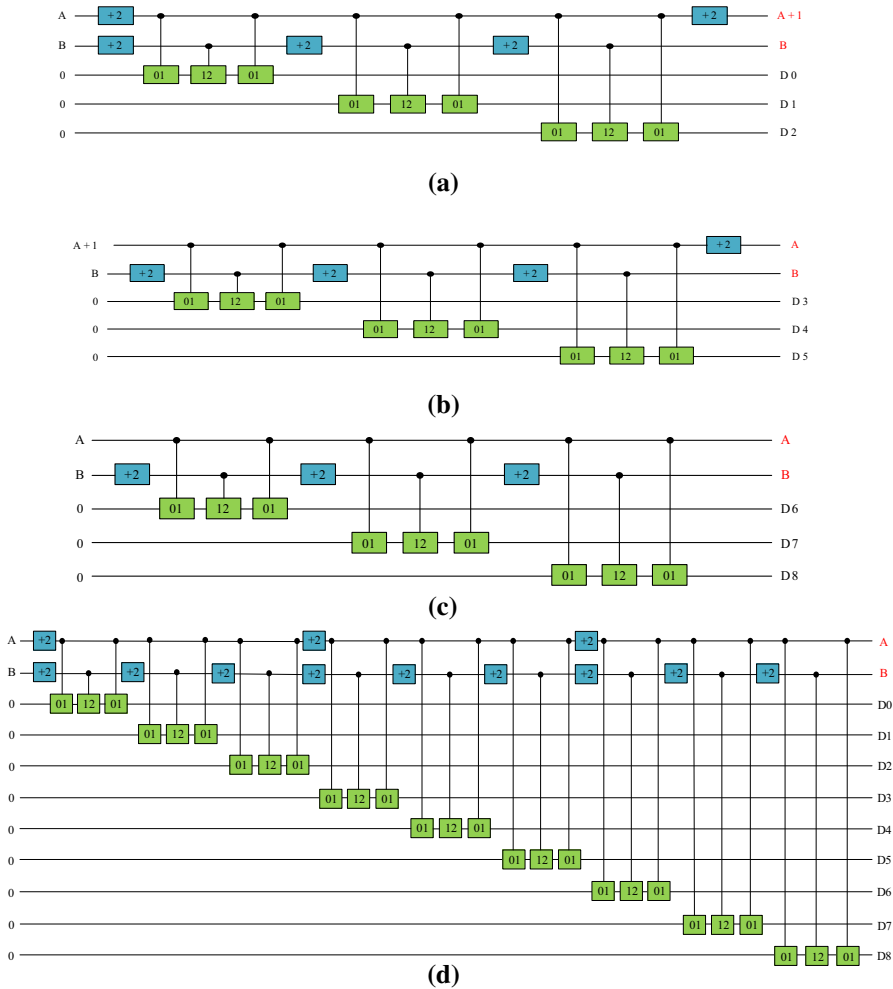 A +2 +2 A + 1
B +2 +2 +2 B
0 01 12 01 D 0
0 01 12 01 D 1
0 01 12 01 D 2
(a)
A + 1 +2 A
B +2 +2 +2 B
0 01 12 01 D 3
0 01 12 01 D 4
0 01 12 01 D 5
(b)
A A
B +2 +2 +2 B
0 01 12 01 D 6
0 01 12 01 D 7
0 01 12 01 D 8
(c)
A +2 +2 +2 A
B +2 +2 +2 +2 +2 +2 +2 +2 +2 B
0 01 12 01 D0
0 01 12 01 D1
0 01 12 01 D2
0 01 12 01 D3
0 01 12 01 D4
0 01 12 01 D5
0 01 12 01 D6
0 01 12 01 D7
0 01 12 01 D8
(d)